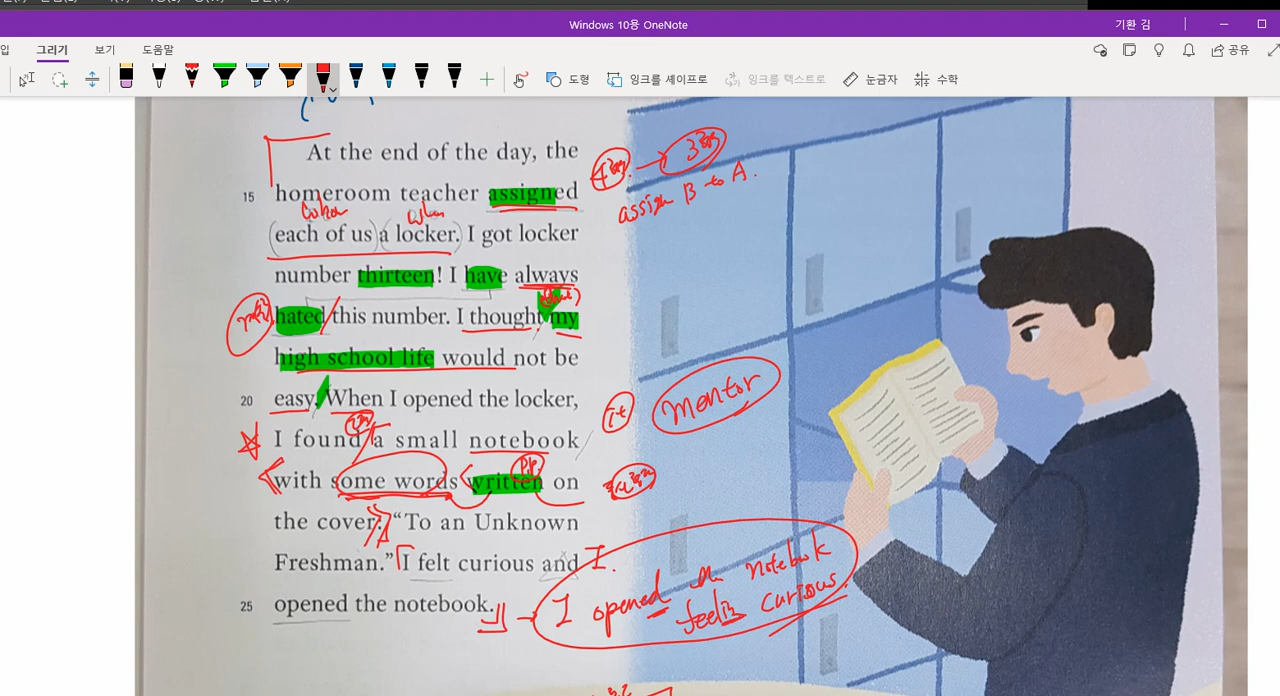 Windows 10용 OneNote
기환 김
입
그리기
보기
도움말
공유
도형
잉크를 셰이프로
잉크를 텍스트로
눈금자
수학
At the end of the day, the
15 homeroom teacher assigned
each of us a locker. I got locker
number thirteen! I have always
hated this number. I thought my
high school life would not be
20 easy. When I opened the locker,
I found a small notebook
with some words written on
the cover: “To an Unknown
Freshman.” I felt curious and
25 opened the notebook.
assign B to A.
(that)
it
mentor
p.p.
I.
I opened the notebook
feeling curious.